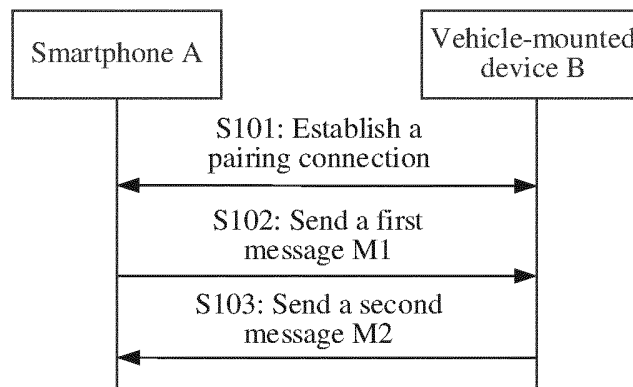 Smartphone A
Vehicle-mounted
device B
S101: Establish a
pairing connection
S102: Send a first
message M1
S103: Send a second
message M2